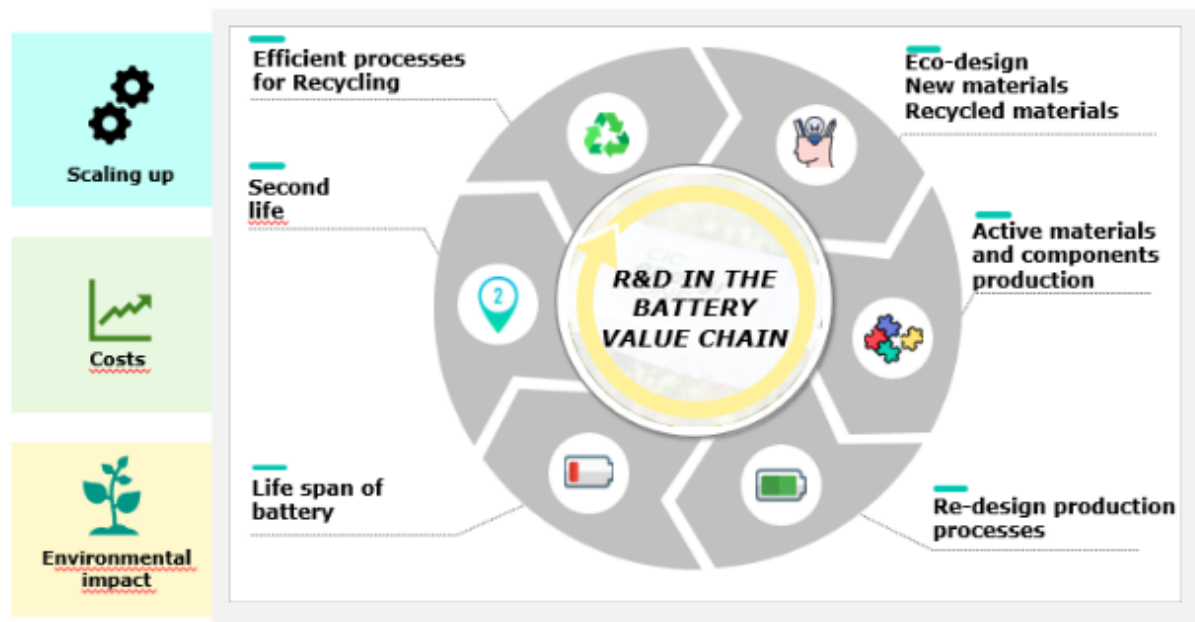 Scaling up
Costs
Environmental
impact
Efficient processes
for Recycling
Second
life
Life span of
battery
Eco-design
New materials
Recycled materials
Active materials
and components
production
Re-design production
processes
2
R&D IN THE
BATTERY
VALUE CHAIN